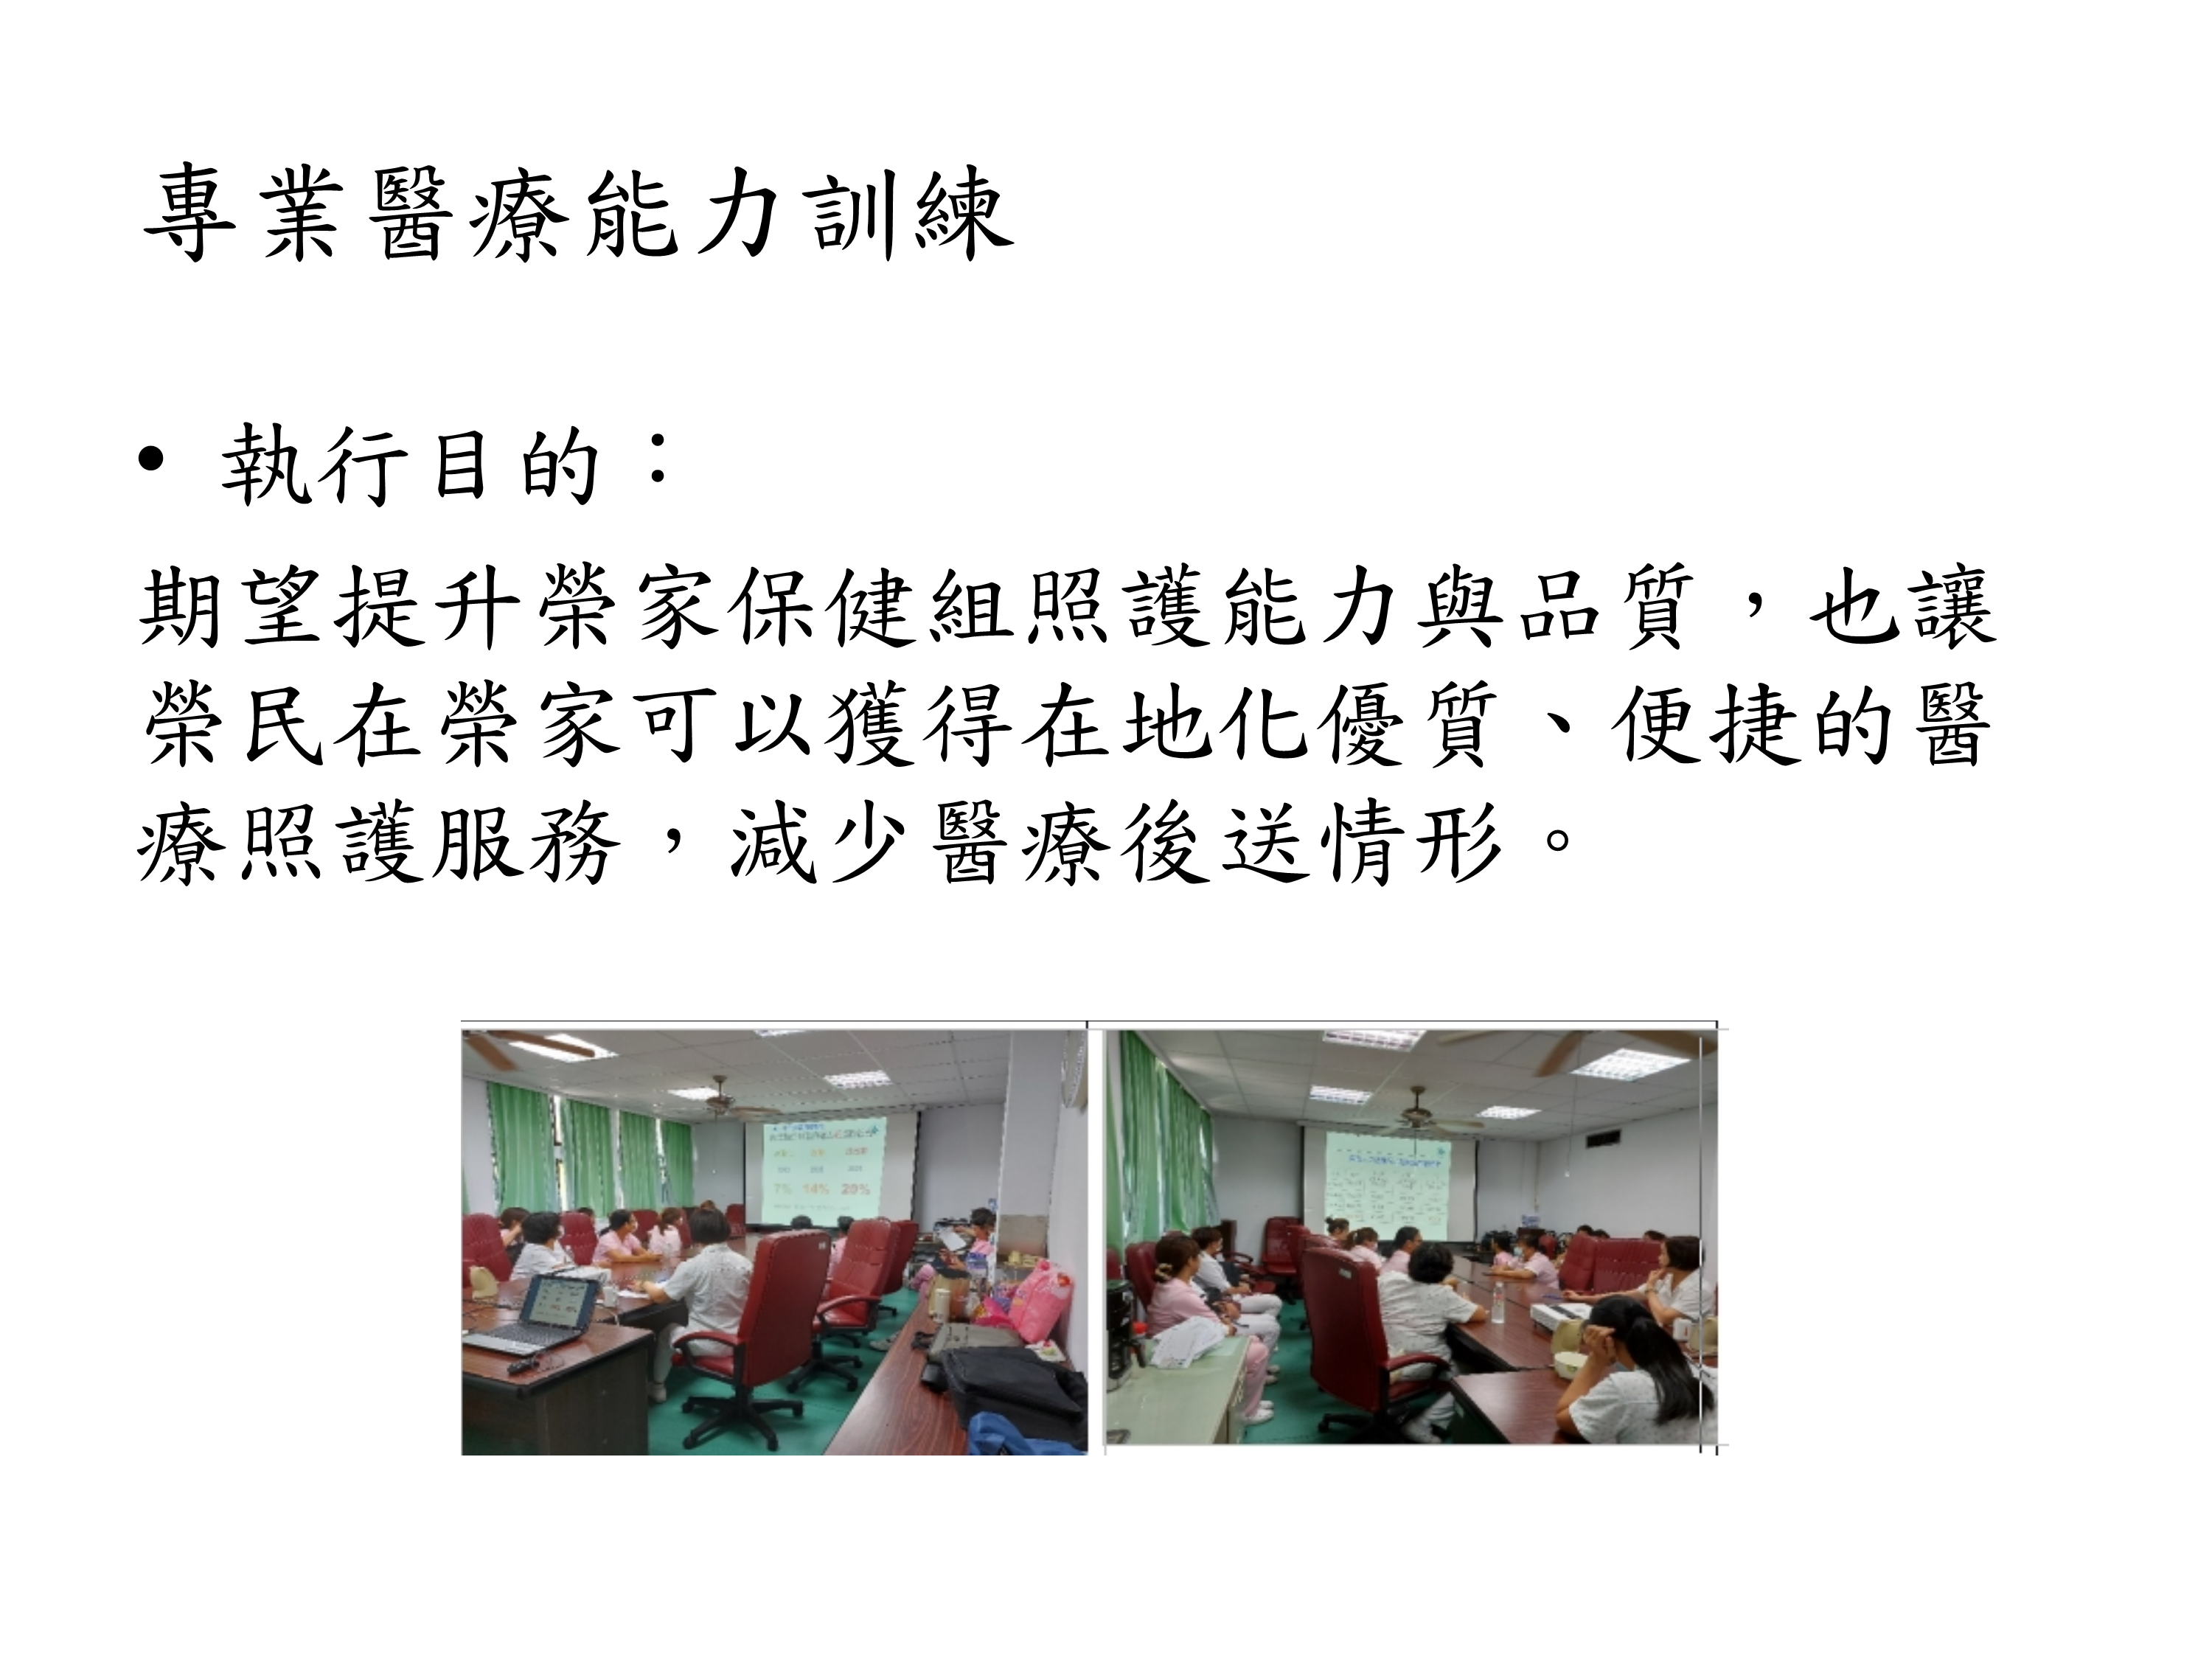 專業醫療能力訓練
• 執行目的：
期望提升榮家保健組照護能力與品質，也讓
榮民在榮家可以獲得在地化優質、便捷的醫
療照護服務，減少醫療後送情形。
7% 14% 20%